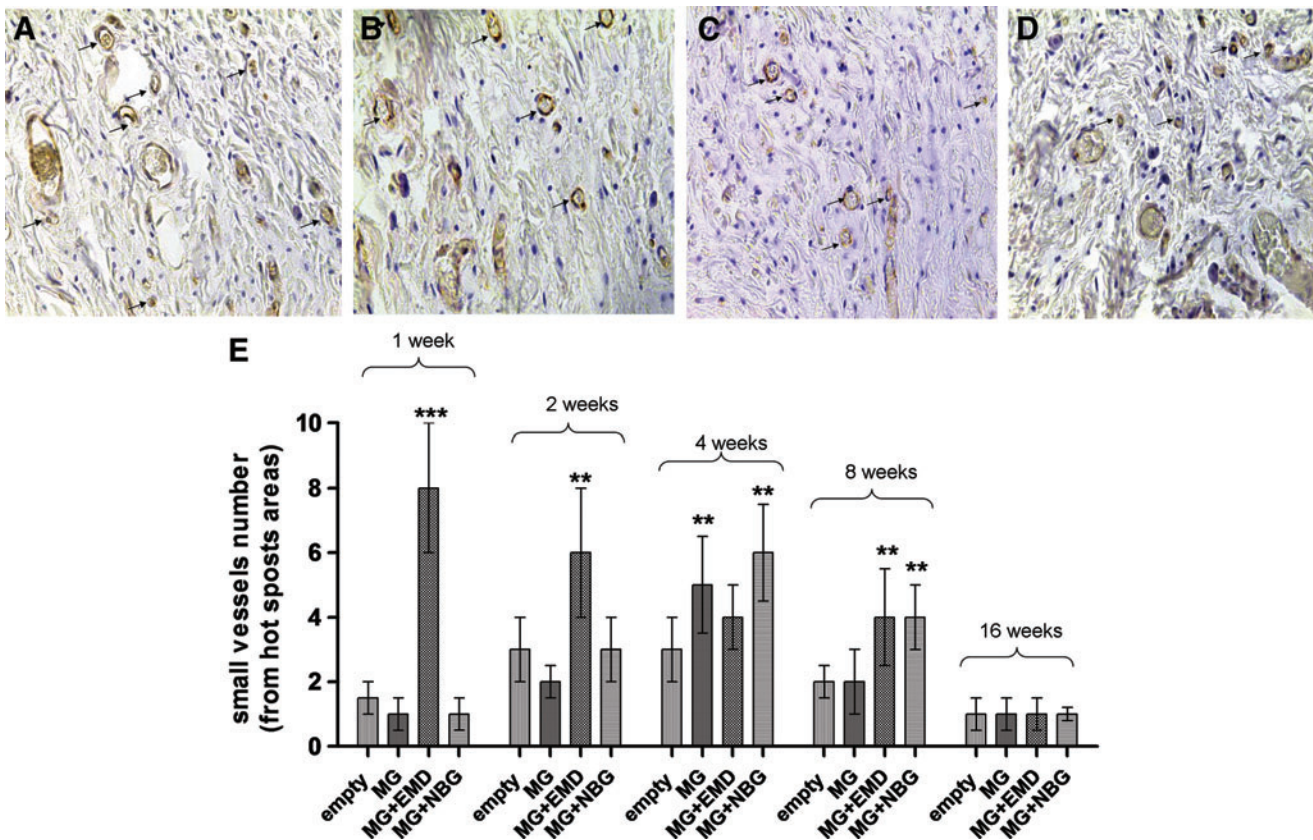 A
B
C
D
E
1 week
2 weeks
4 weeks
8 weeks
16 weeks
small vessels number
(from hot sposts areas)
10
8
6
4
2
0
***
**
**
**
**
**
empty
MG
MG+EMD
MG+NBG
empty
MG
MG+EMD
MG+NBG
empty
MG
MG+EMD
MG+NBG
empty
MG
MG+EMD
MG+NBG
empty
MG
MG+EMD
MG+NBG